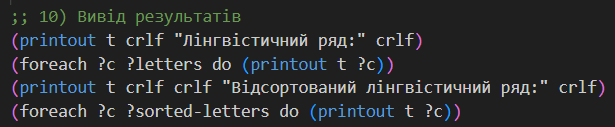 ;; 10) Вивід результатів
(printout t crlf "Лінгвістичний ряд:" crlf)
(foreach ?c ?letters do (printout t ?c))
(printout t crlf crlf "Відсортований лінгвістичний ряд:" crlf)
(foreach ?c ?sorted-letters do (printout t ?c))